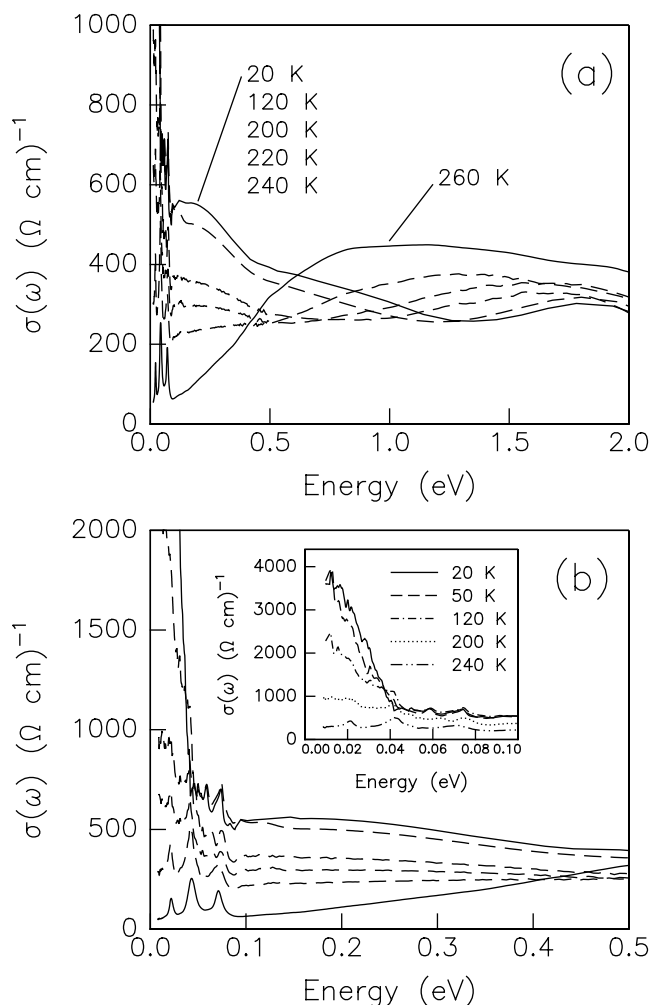 (a)
σ(ω) (Ω cm)⁻¹
1000
800
600
400
200
0
20 K
120 K
200 K
220 K
240 K
260 K
0.0 0.5 1.0 1.5 2.0
Energy (eV)
(b)
σ(ω) (Ω cm)⁻¹
2000
1500
1000
500
0
σ(ω) (Ω cm)⁻¹
4000
3000
2000
1000
0
20 K
50 K
120 K
200 K
240 K
0.00 0.02 0.04 0.06 0.08 0.10
Energy (eV)
0.0 0.1 0.2 0.3 0.4 0.5
Energy (eV)